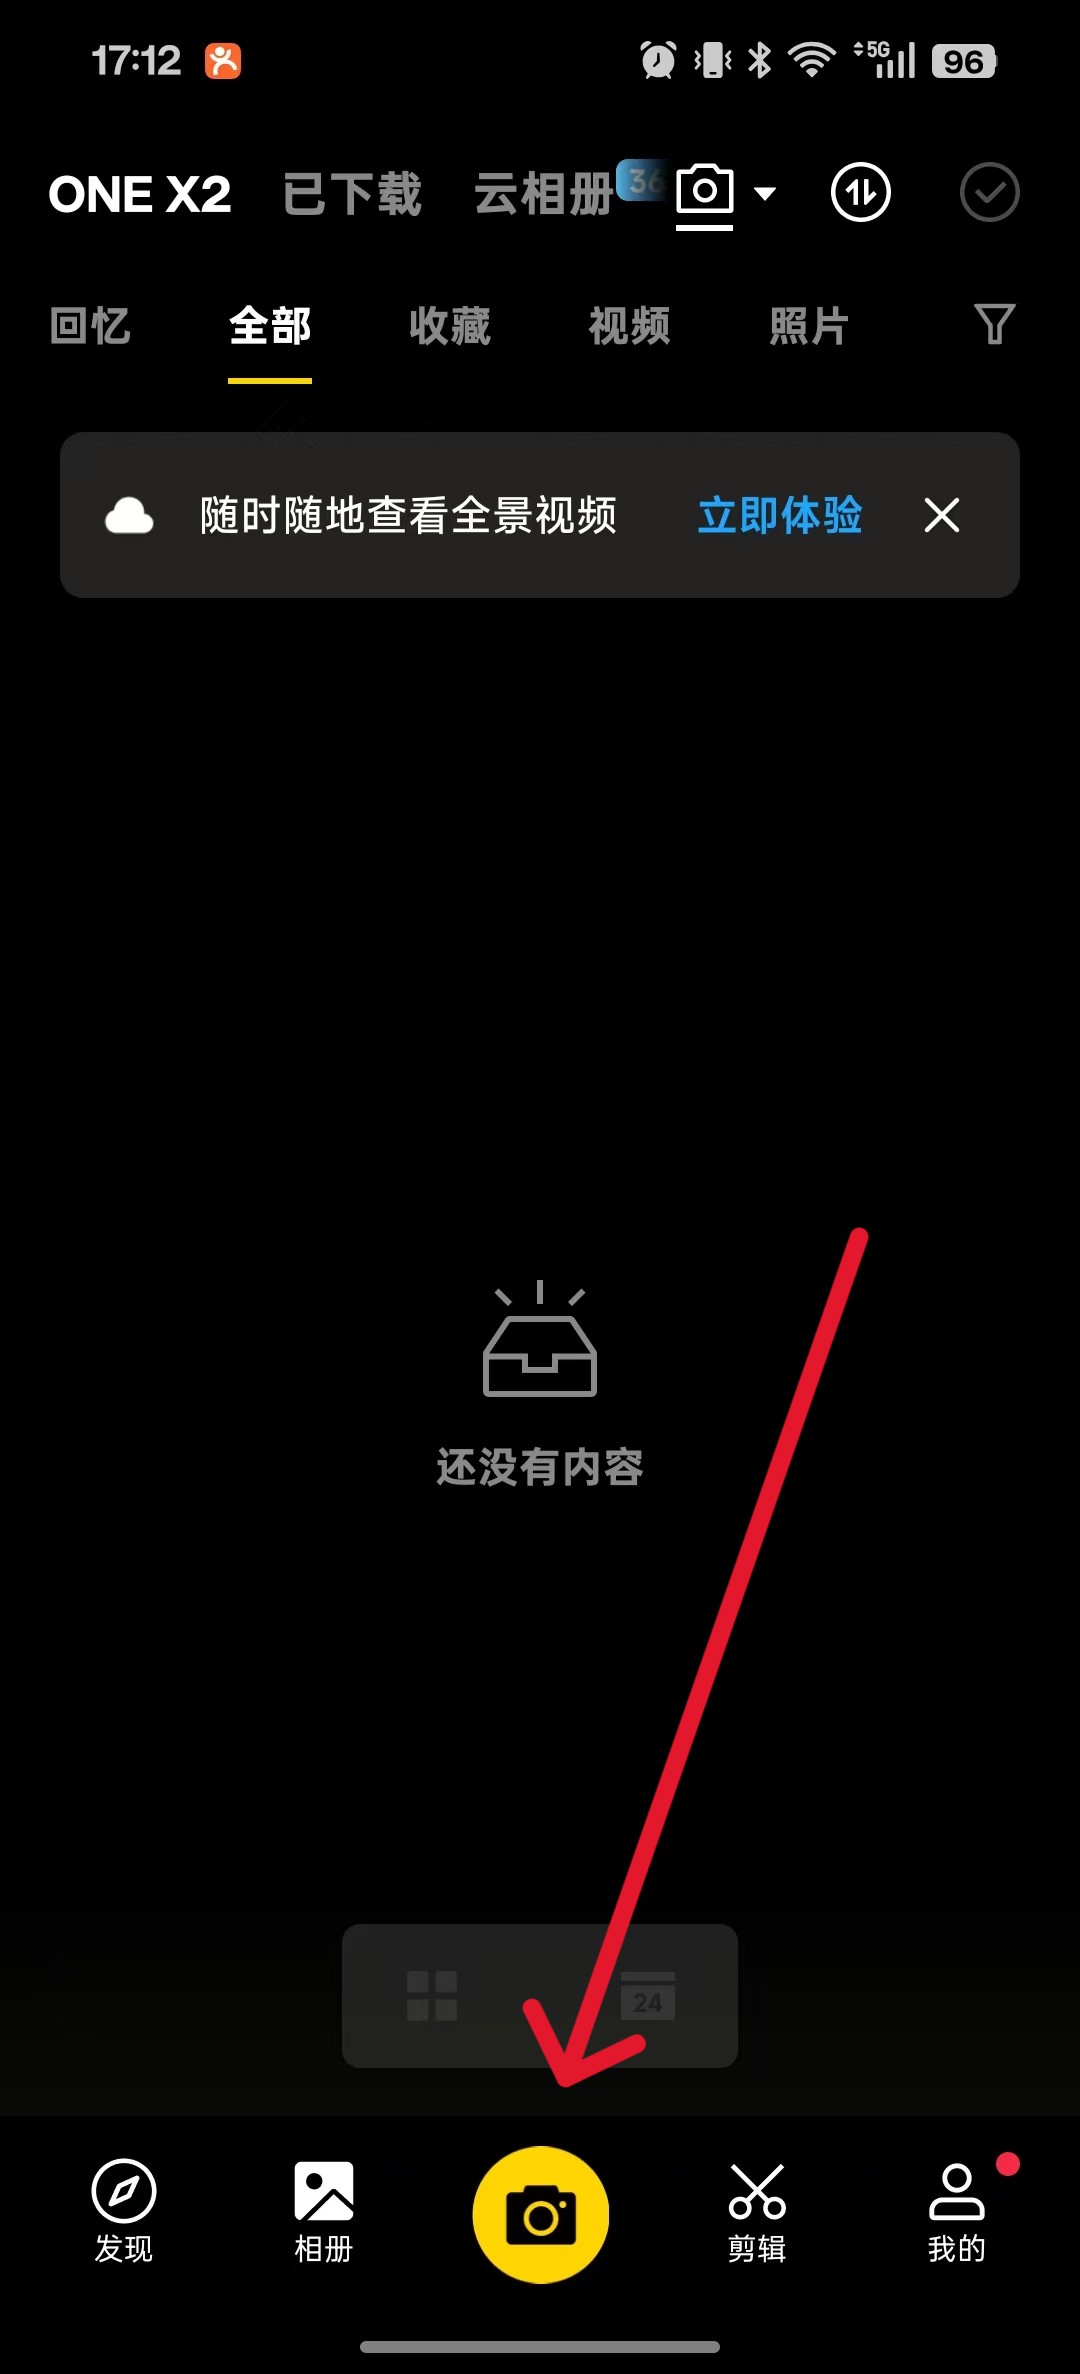 17:12
5G
96
ONE X2 已下载 云相册 36
回忆 全部 收藏 视频 照片
随时随地查看全景视频 立即体验
还没有内容
24
发现 相册 剪辑 我的